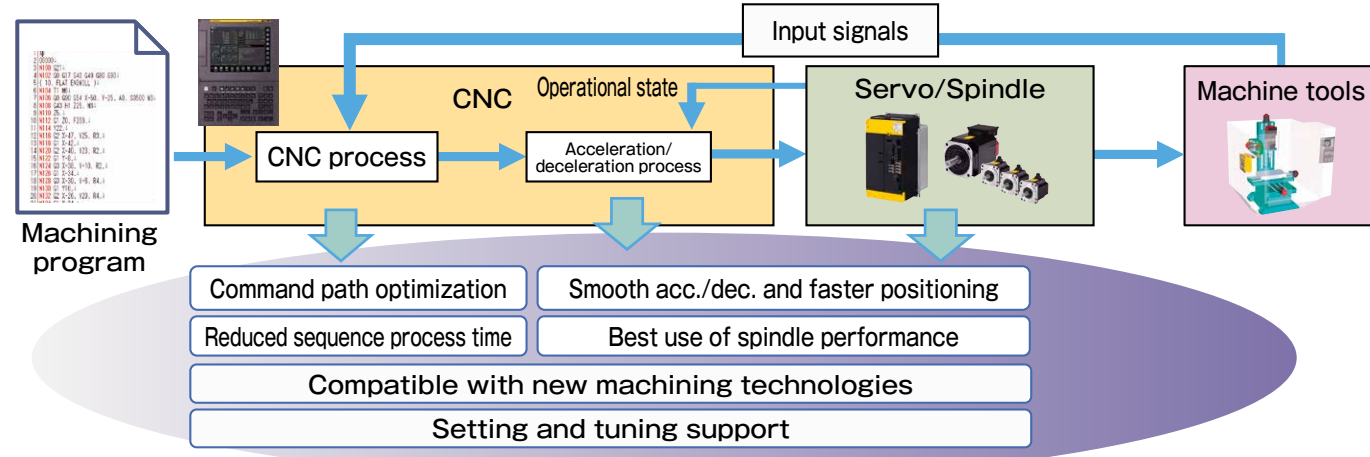 Input signals
CNC
Operational state
Servo/Spindle
Machine tools
CNC process
Acceleration/
deceleration process
Machining
program
Command path optimization
Smooth acc./dec. and faster positioning
Reduced sequence process time
Best use of spindle performance
Compatible with new machining technologies
Setting and tuning support